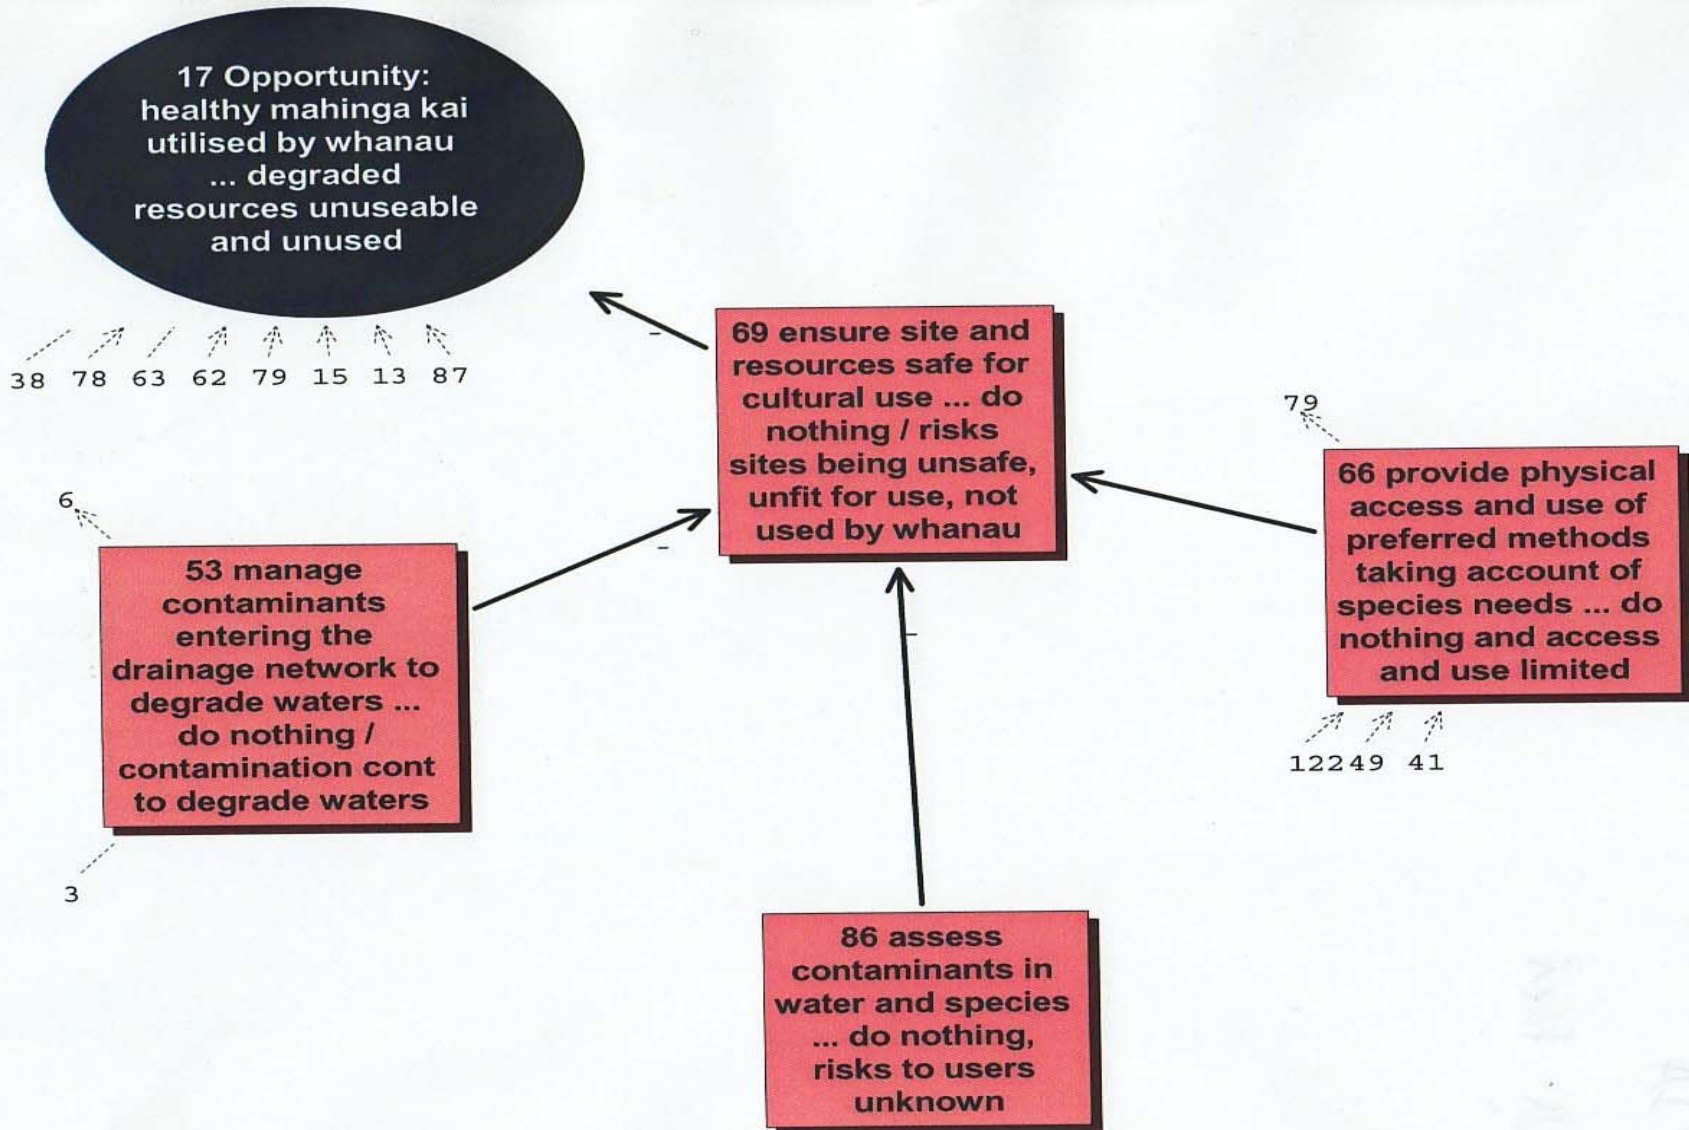 17 Opportunity:
healthy mahinga kai
utilised by whanau
... degraded
resources unuseable
and unused
38 78 63 62 79 15 13 87
69 ensure site and
resources safe for
cultural use ... do
nothing / risks
sites being unsafe,
unfit for use, not
used by whanau
-
-
-
79
66 provide physical
access and use of
preferred methods
taking account of
species needs ... do
nothing and access
and use limited
122 49 41
6
53 manage
contaminants
entering the
drainage network to
degrade waters ...
do nothing /
contamination cont
to degrade waters
3
86 assess
contaminants in
water and species
... do nothing,
risks to users
unknown